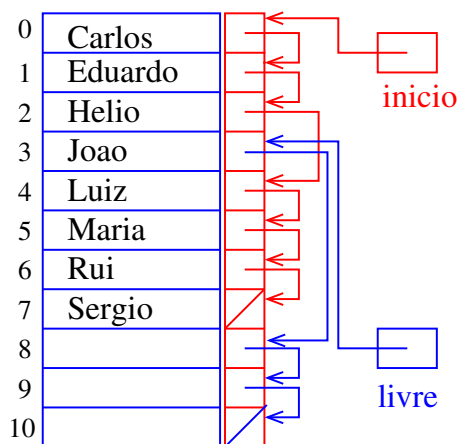 0 Carlos
1 Eduardo
inicio
2 Helio
3 Joao
4 Luiz
5 Maria
6 Rui
7 Sergio
8
9
livre
10